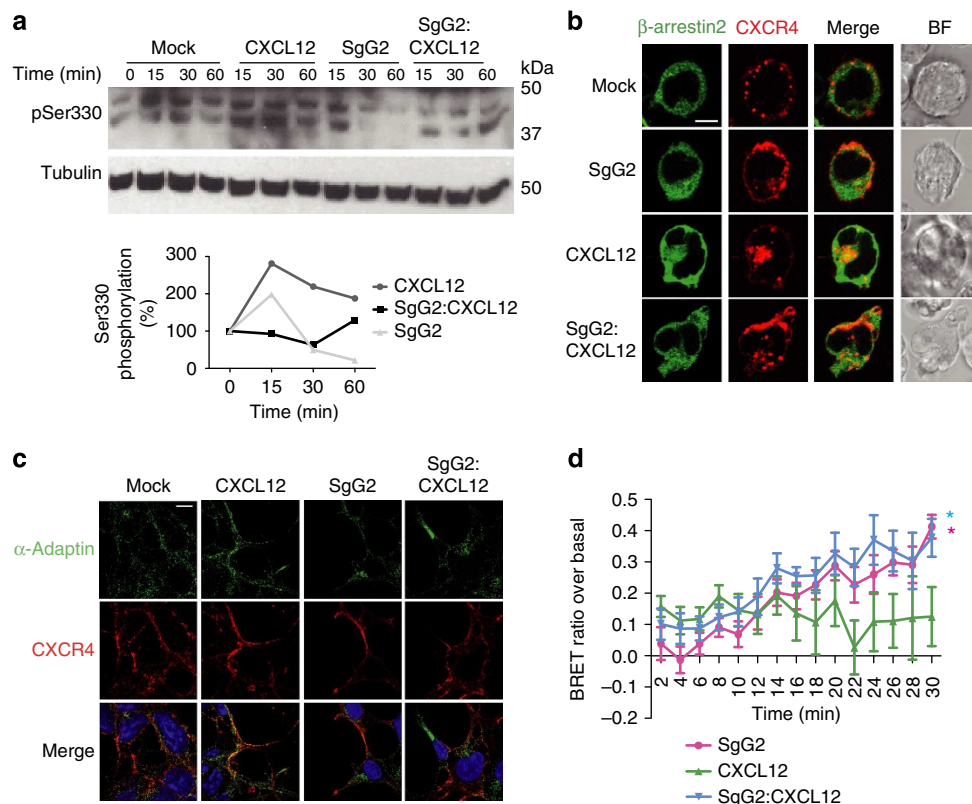 a
Mock CXCL12 SgG2 SgG2:
CXCL12
Time (min) 0 15 30 60 15 30 60 15 30 60 15 30 60 kDa
50
pSer330
37
Tubulin
50
300
200
100
0
Ser330
phosphorylation
(%)
CXCL12
SgG2:CXCL12
SgG2
0 15 30 60
Time (min)
b
β-arrestin2 CXCR4 Merge BF
Mock
SgG2
CXCL12
SgG2:
CXCL12
c
Mock CXCL12 SgG2 SgG2:
CXCL12
α-Adaptin
CXCR4
Merge
d
0.5
0.4
0.3
0.2
0.1
0.0
–0.1
–0.2
BRET ratio over basal
*
*
2 4 6 8 10 12 14 16 18 20 22 24 26 28 30
Time (min)
SgG2
CXCL12
SgG2:CXCL12